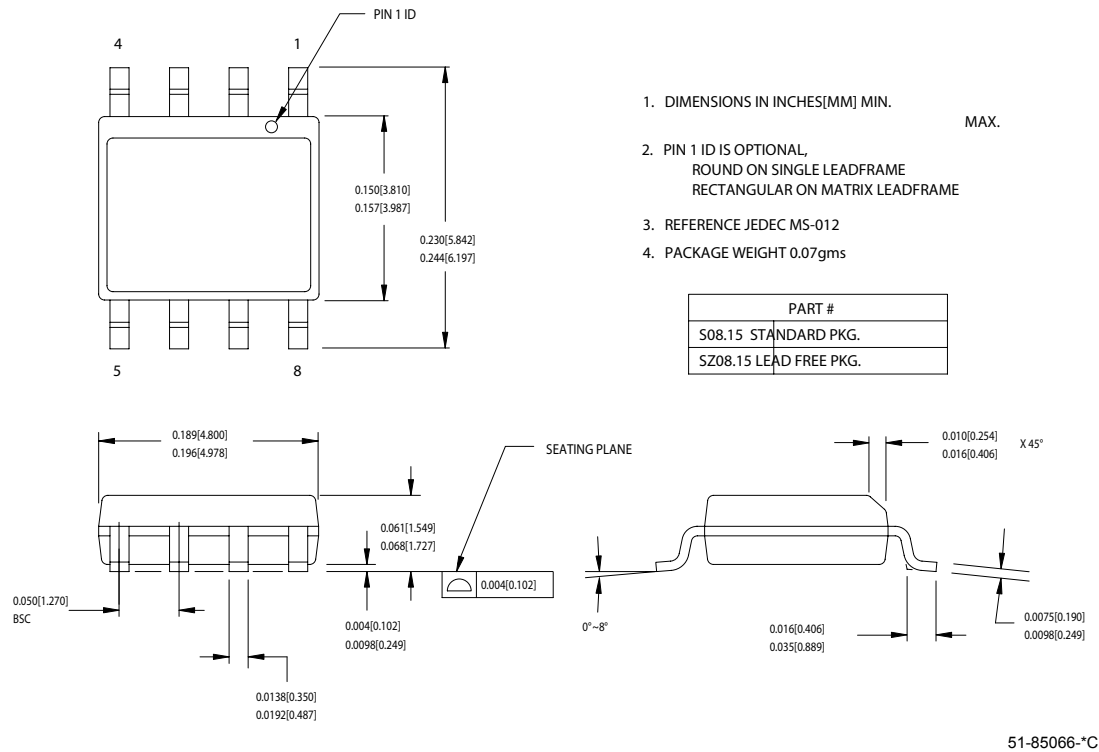 PIN 1 ID
4
1
0.150[3.810]
0.157[3.987]
0.230[5.842]
0.244[6.197]
5
8
1. DIMENSIONS IN INCHES[MM] MIN.
MAX.
2. PIN 1 ID IS OPTIONAL,
ROUND ON SINGLE LEADFRAME
RECTANGULAR ON MATRIX LEADFRAME
3. REFERENCE JEDEC MS-012
4. PACKAGE WEIGHT 0.07gms
PART #
S08.15 STANDARD PKG.
SZ08.15 LEAD FREE PKG.
0.189[4.800]
0.196[4.978]
SEATING PLANE
0.010[0.254]
0.016[0.406]
X 45°
0.061[1.549]
0.068[1.727]
0.004[0.102]
0.050[1.270]
BSC
0.004[0.102]
0.0098[0.249]
0°~8°
0.016[0.406]
0.035[0.889]
0.0075[0.190]
0.0098[0.249]
0.0138[0.350]
0.0192[0.487]
51-85066-*C